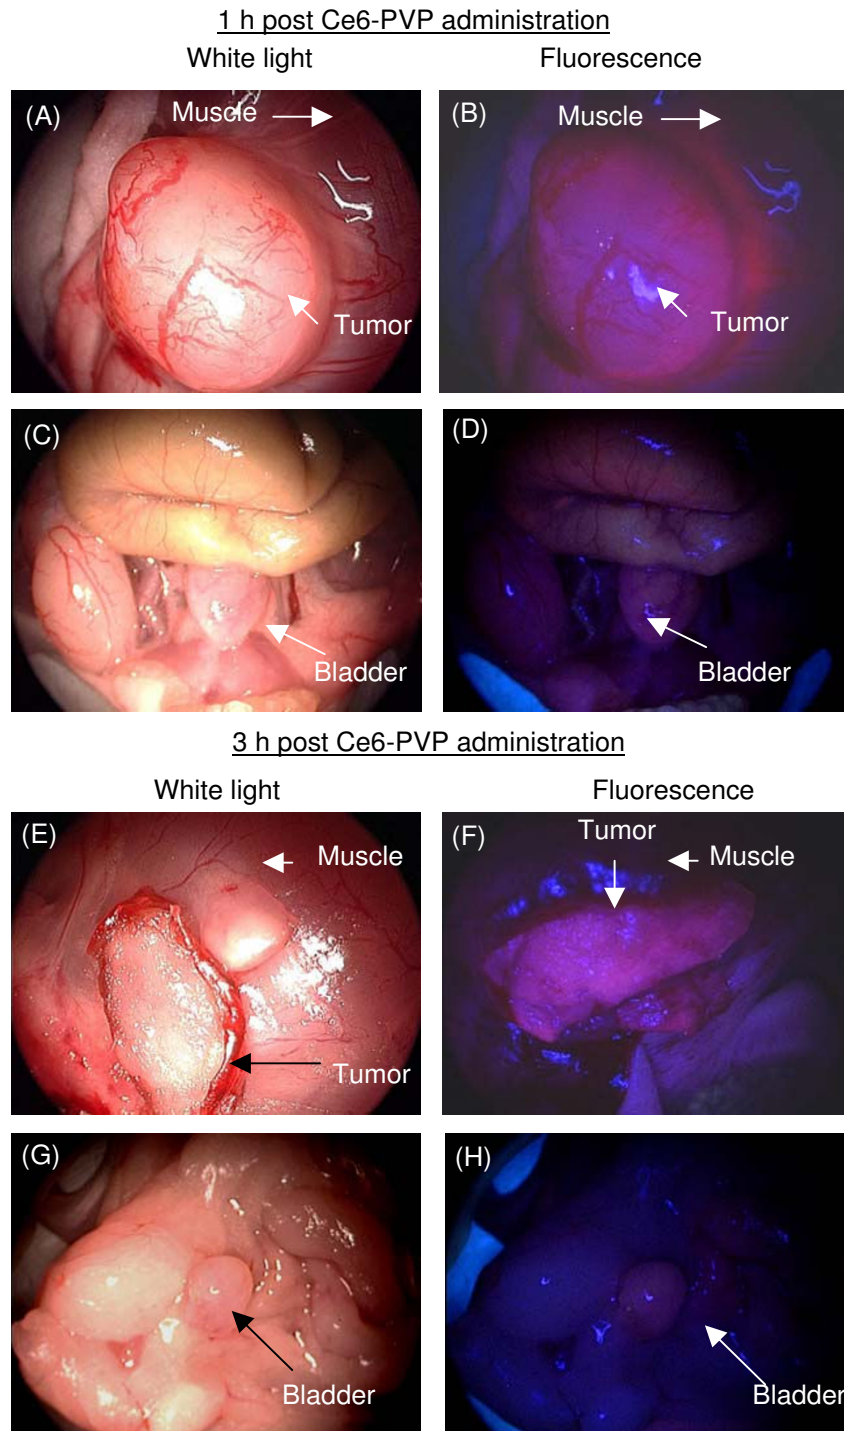 1 h post Ce6-PVP administration
White light Fluorescence
(A) Muscle
Tumor
(B) Muscle
Tumor
(C)
Bladder
(D)
Bladder
3 h post Ce6-PVP administration
White light Fluorescence
(E) Muscle
Tumor
(F) Tumor
Muscle
(G)
Bladder
(H)
Bladder